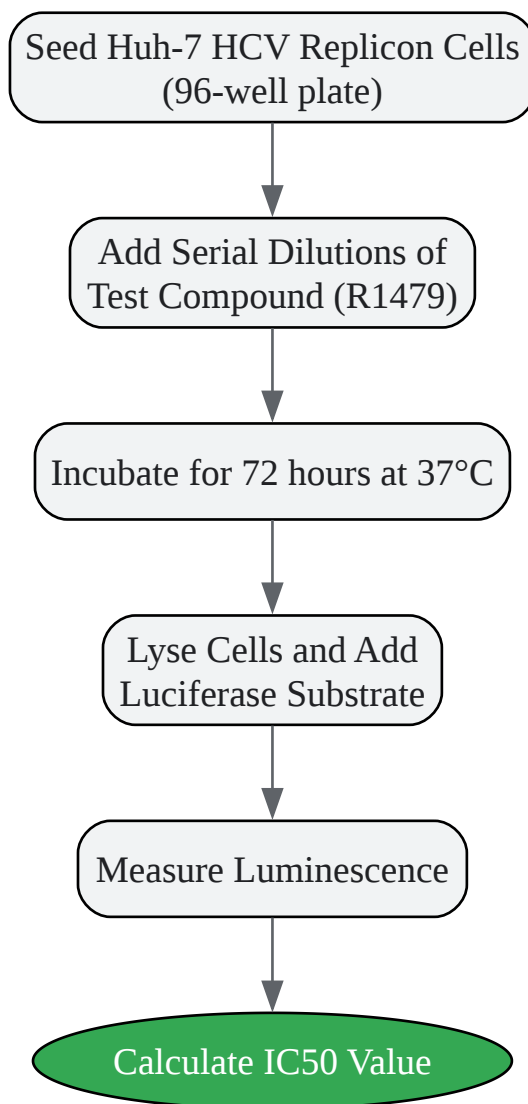 Seed Huh-7 HCV Replicon Cells
(96-well plate)
Add Serial Dilutions of
Test Compound (R1479)
Incubate for 72 hours at 37°C
Lyse Cells and Add
Luciferase Substrate
Measure Luminescence
Calculate IC50 Value